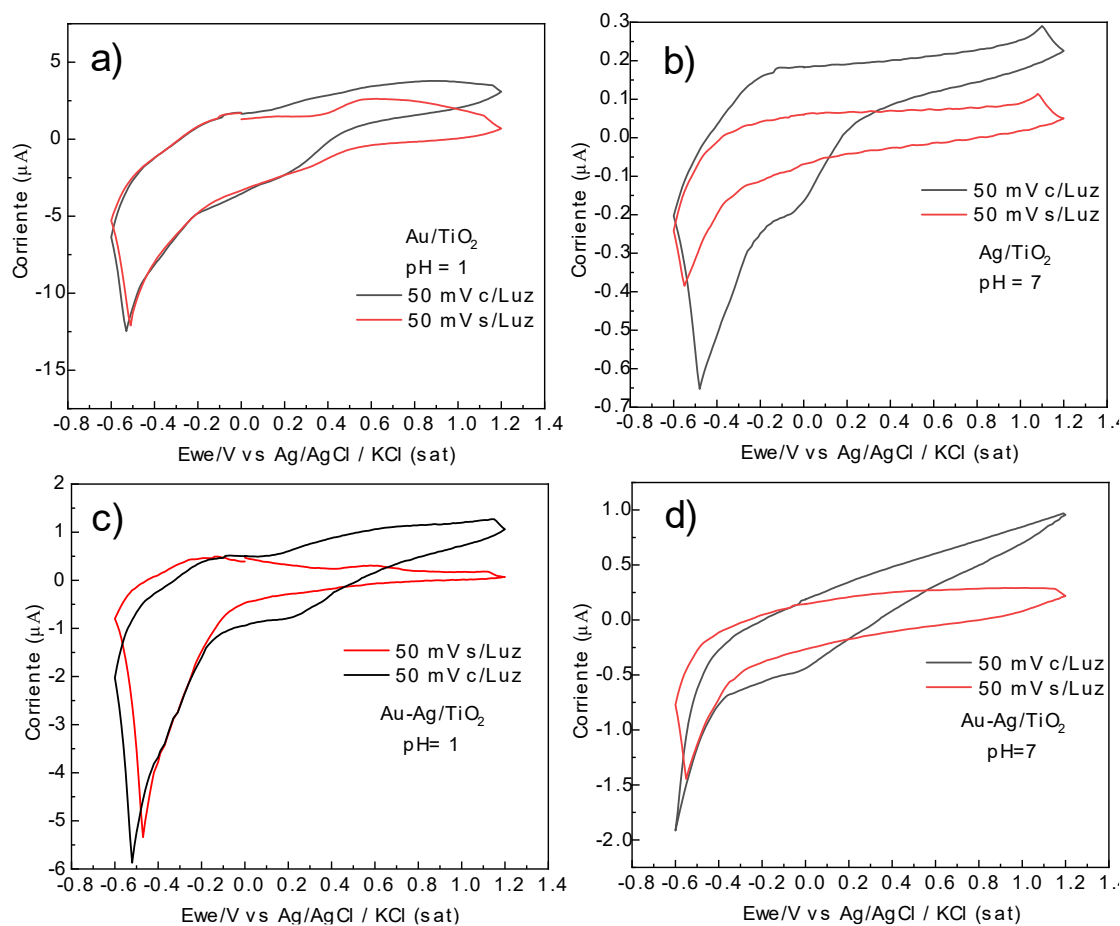 a)
5
0
-5
-10
-15
Corriente (μA)
Au/TiO2
pH = 1
50 mV c/Luz
50 mV s/Luz
-0.8 -0.6 -0.4 -0.2 0.0 0.2 0.4 0.6 0.8 1.0 1.2 1.4
Ewe/V vs Ag/AgCl / KCl (sat)
b)
0.3
0.2
0.1
0.0
-0.1
-0.2
-0.3
-0.4
-0.5
-0.6
-0.7
Corriente (μA)
50 mV c/Luz
50 mV s/Luz
Ag/TiO2
pH = 7
-0.8 -0.6 -0.4 -0.2 0.0 0.2 0.4 0.6 0.8 1.0 1.2 1.4
Ewe/V vs Ag/AgCl / KCl (sat)
c)
2
1
0
-1
-2
-3
-4
-5
-6
Corriente (μA)
50 mV s/Luz
50 mV c/Luz
Au-Ag/TiO2
pH= 1
-0.8 -0.6 -0.4 -0.2 0.0 0.2 0.4 0.6 0.8 1.0 1.2 1.4
Ewe/V vs Ag/AgCl / KCl (sat)
d)
1.0
0.5
0.0
-0.5
-1.0
-1.5
-2.0
Corriente (μA)
50 mV c/Luz
50 mV s/Luz
Au-Ag/TiO2
pH=7
-0.8 -0.6 -0.4 -0.2 0.0 0.2 0.4 0.6 0.8 1.0 1.2 1.4
Ewe/V vs Ag/AgCl / KCl (sat)